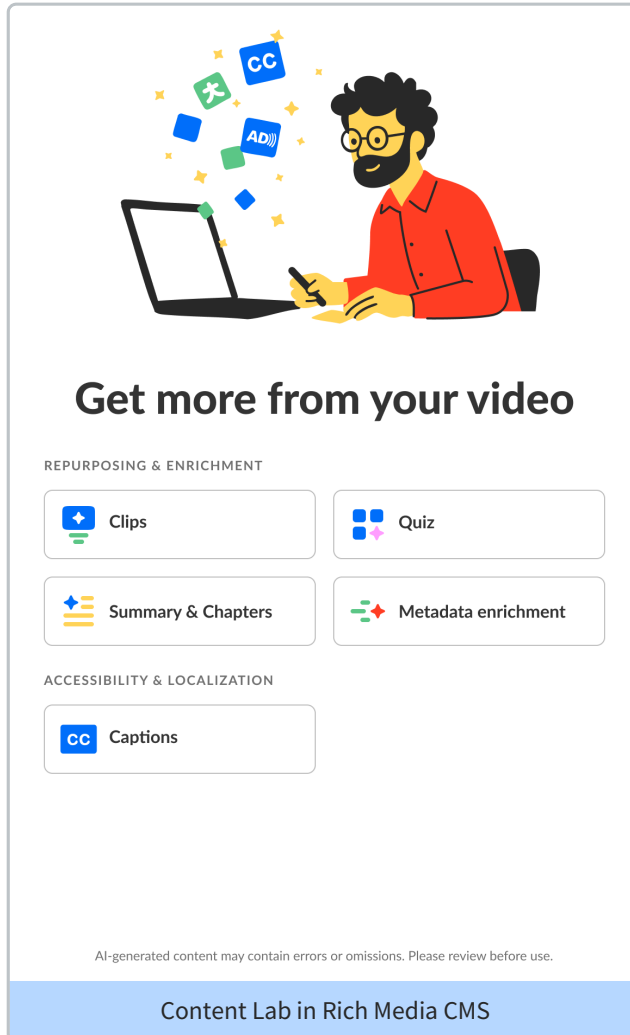 CC
大
AD
Get more from your video
REPURPOSING & ENRICHMENT
Clips
Quiz
Summary & Chapters
Metadata enrichment
ACCESSIBILITY & LOCALIZATION
CC
Captions
AI-generated content may contain errors or omissions. Please review before use.
Content Lab in Rich Media CMS